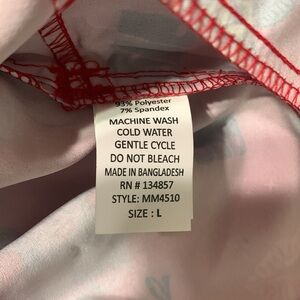 93% Polyester
7% Spandex
MACHINE WASH
COLD WATER
GENTLE CYCLE
DO NOT BLEACH
MADE IN BANGLADESH
RN # 134857
STYLE: MM4510
SIZE : L